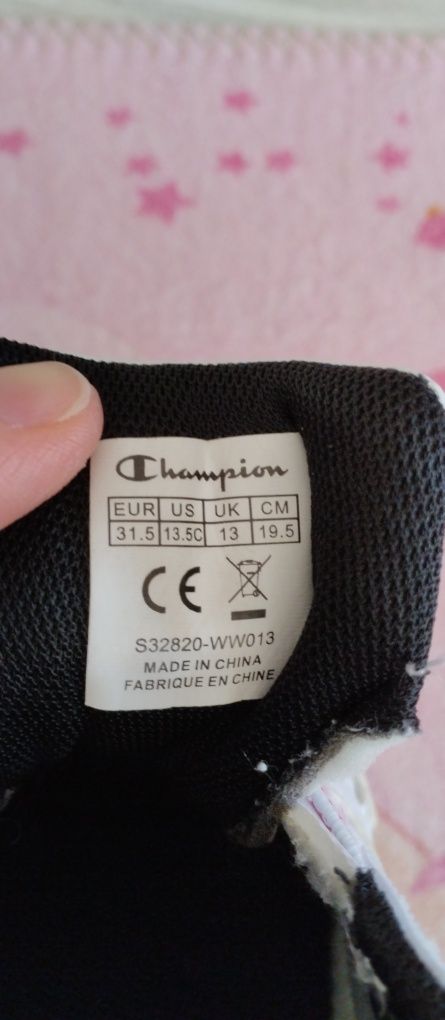 Champion
EUR US UK CM
31.5 13.5C 13 19.5
CE
S32820-WW013
MADE IN CHINA
FABRIQUE EN CHINE